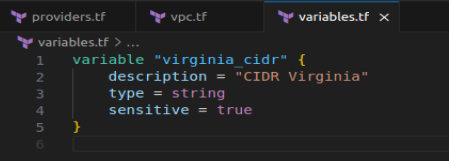 providers.tf vpc.tf variables.tf ×
variables.tf > ...
1 variable "virginia_cidr" {
2 description = "CIDR Virginia"
3 type = string
4 sensitive = true
5 }
6